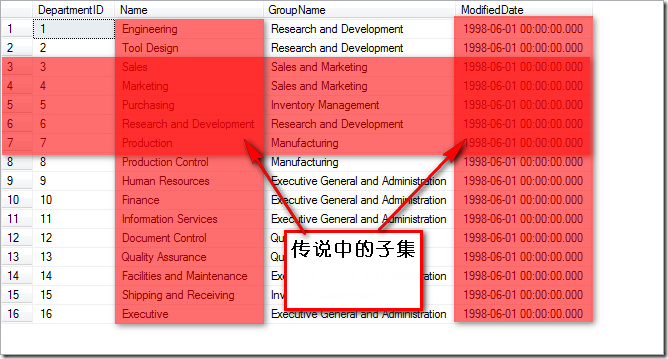 DepartmentID Name GroupName ModifiedDate
1 1 Engineering Research and Development 1998-06-01 00:00:00.000
2 2 Tool Design Research and Development 1998-06-01 00:00:00.000
3 3 Sales Sales and Marketing 1998-06-01 00:00:00.000
4 4 Marketing Sales and Marketing 1998-06-01 00:00:00.000
5 5 Purchasing Inventory Management 1998-06-01 00:00:00.000
6 6 Research and Development Research and Development 1998-06-01 00:00:00.000
7 7 Production Manufacturing 1998-06-01 00:00:00.000
8 8 Production Control Manufacturing 1998-06-01 00:00:00.000
9 9 Human Resources Executive General and Administration 1998-06-01 00:00:00.000
10 10 Finance Executive General and Administration 1998-06-01 00:00:00.000
11 11 Information Services Executive General and Administration 1998-06-01 00:00:00.000
12 12 Document Control 1998-06-01 00:00:00.000
传说中的子集
13 13 Quality Assurance 1998-06-01 00:00:00.000
14 14 Facilities and Maintenance 1998-06-01 00:00:00.000
15 15 Shipping and Receiving 1998-06-01 00:00:00.000
16 16 Executive Executive General and Administration 1998-06-01 00:00:00.000